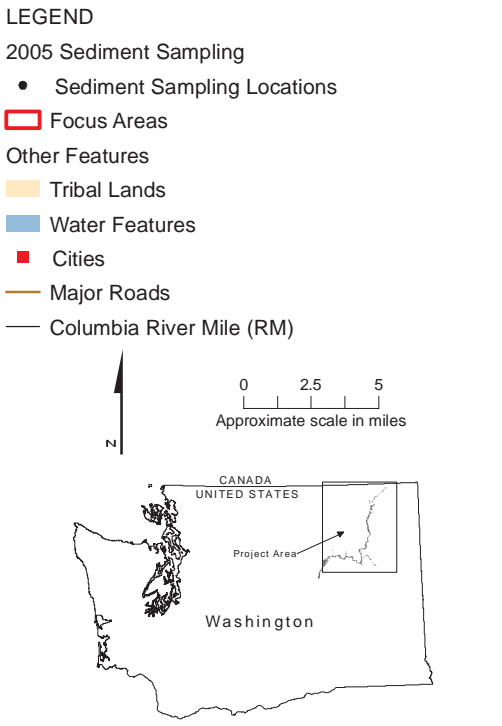 LEGEND
2005 Sediment Sampling
Sediment Sampling Locations
Focus Areas
Other Features
Tribal Lands
Water Features
Cities
Major Roads
Columbia River Mile (RM)
N
0 2.5 5
Approximate scale in miles
CANADA
UNITED STATES
Project Area
Washington